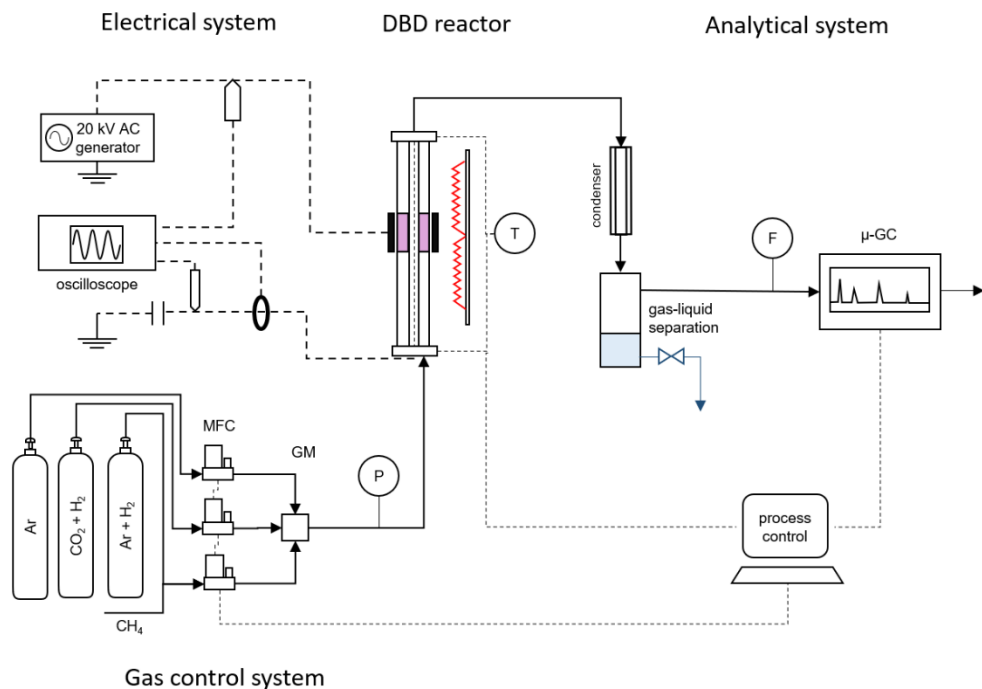 Electrical system
DBD reactor
Analytical system
20 kV AC
generator
oscilloscope
T
condenser
F
µ-GC
gas-liquid
separation
MFC
GM
P
Ar
CO₂ + H₂
Ar + H₂
CH₄
process
control
Gas control system